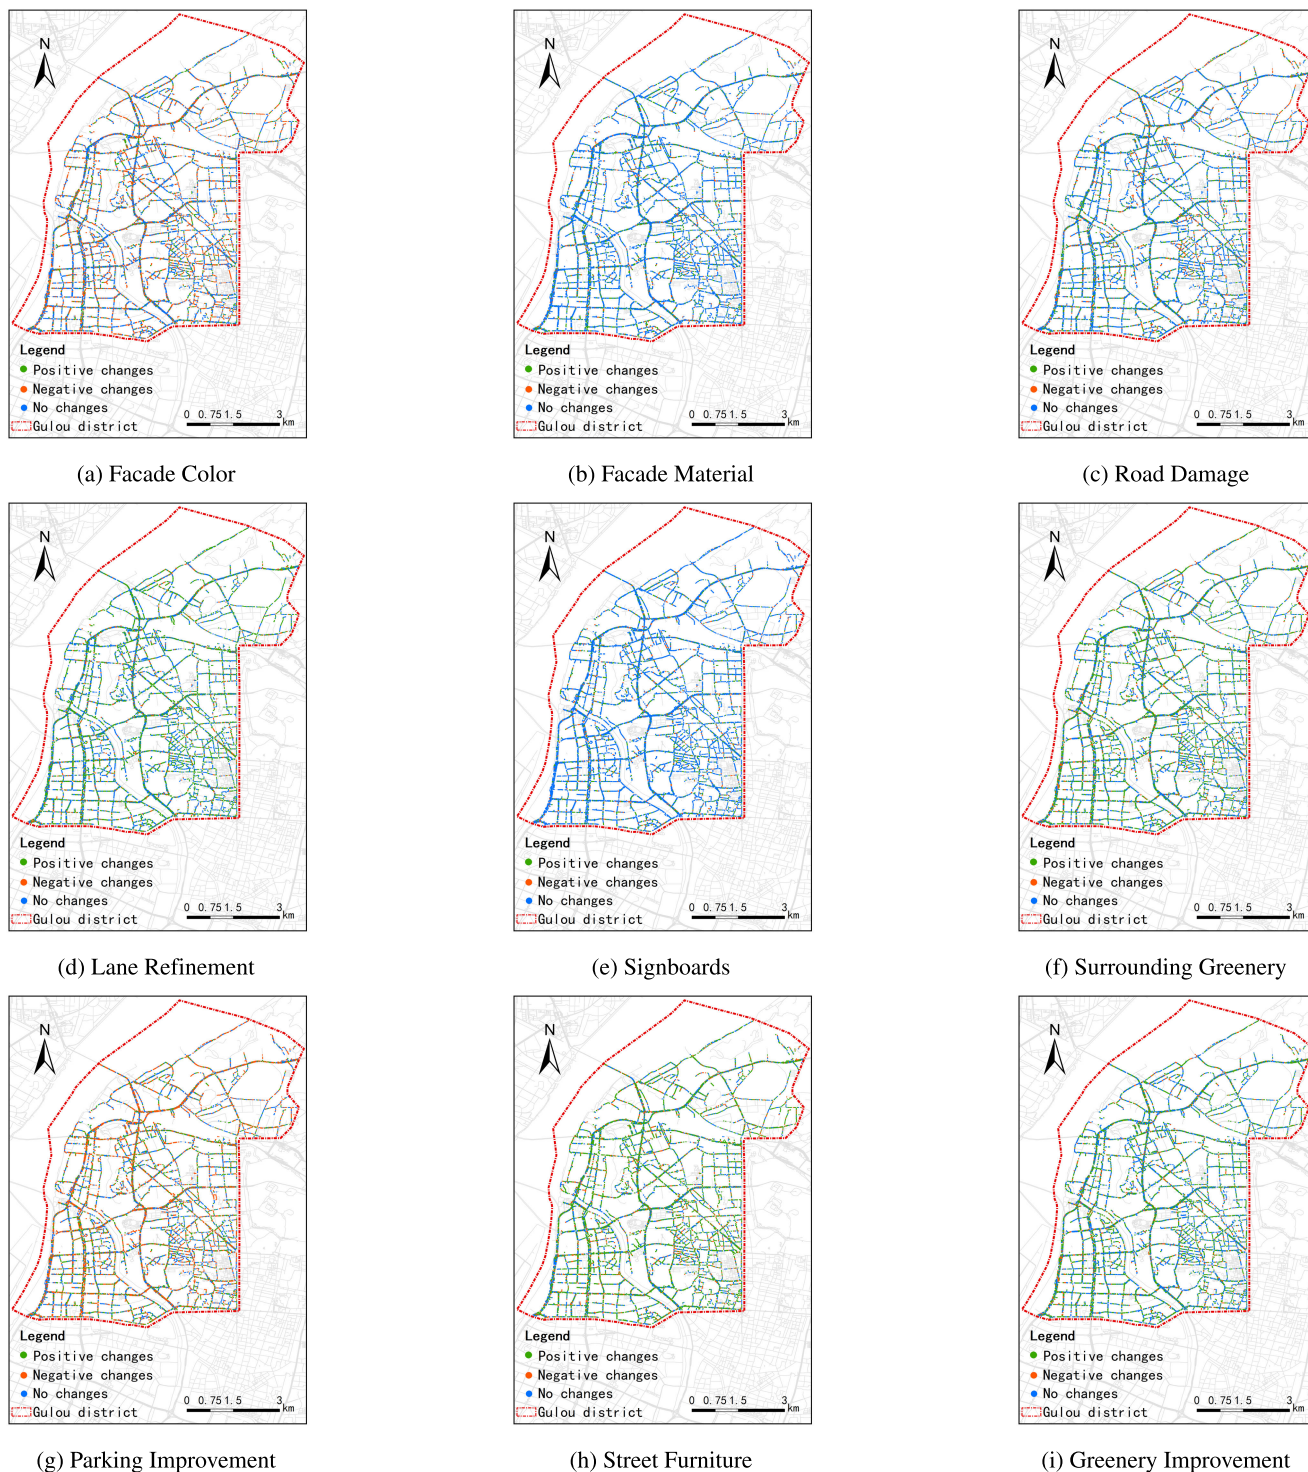 N
Legend
Positive changes
Negative changes
No changes
Gulou district
0 0.75 1.5 3
km
(a) Facade Color
N
Legend
Positive changes
Negative changes
No changes
Gulou district
0 0.75 1.5 3
km
(b) Facade Material
N
Legend
Positive changes
Negative changes
No changes
Gulou district
0 0.75 1.5 3
km
(c) Road Damage
N
Legend
Positive changes
Negative changes
No changes
Gulou district
0 0.75 1.5 3
km
(d) Lane Refinement
N
Legend
Positive changes
Negative changes
No changes
Gulou district
0 0.75 1.5 3
km
(e) Signboards
N
Legend
Positive changes
Negative changes
No changes
Gulou district
0 0.75 1.5 3
km
(f) Surrounding Greenery
N
Legend
Positive changes
Negative changes
No changes
Gulou district
0 0.75 1.5 3
km
(g) Parking Improvement
N
Legend
Positive changes
Negative changes
No changes
Gulou district
0 0.75 1.5 3
km
(h) Street Furniture
N
Legend
Positive changes
Negative changes
No changes
Gulou district
0 0.75 1.5 3
km
(i) Greenery Improvement